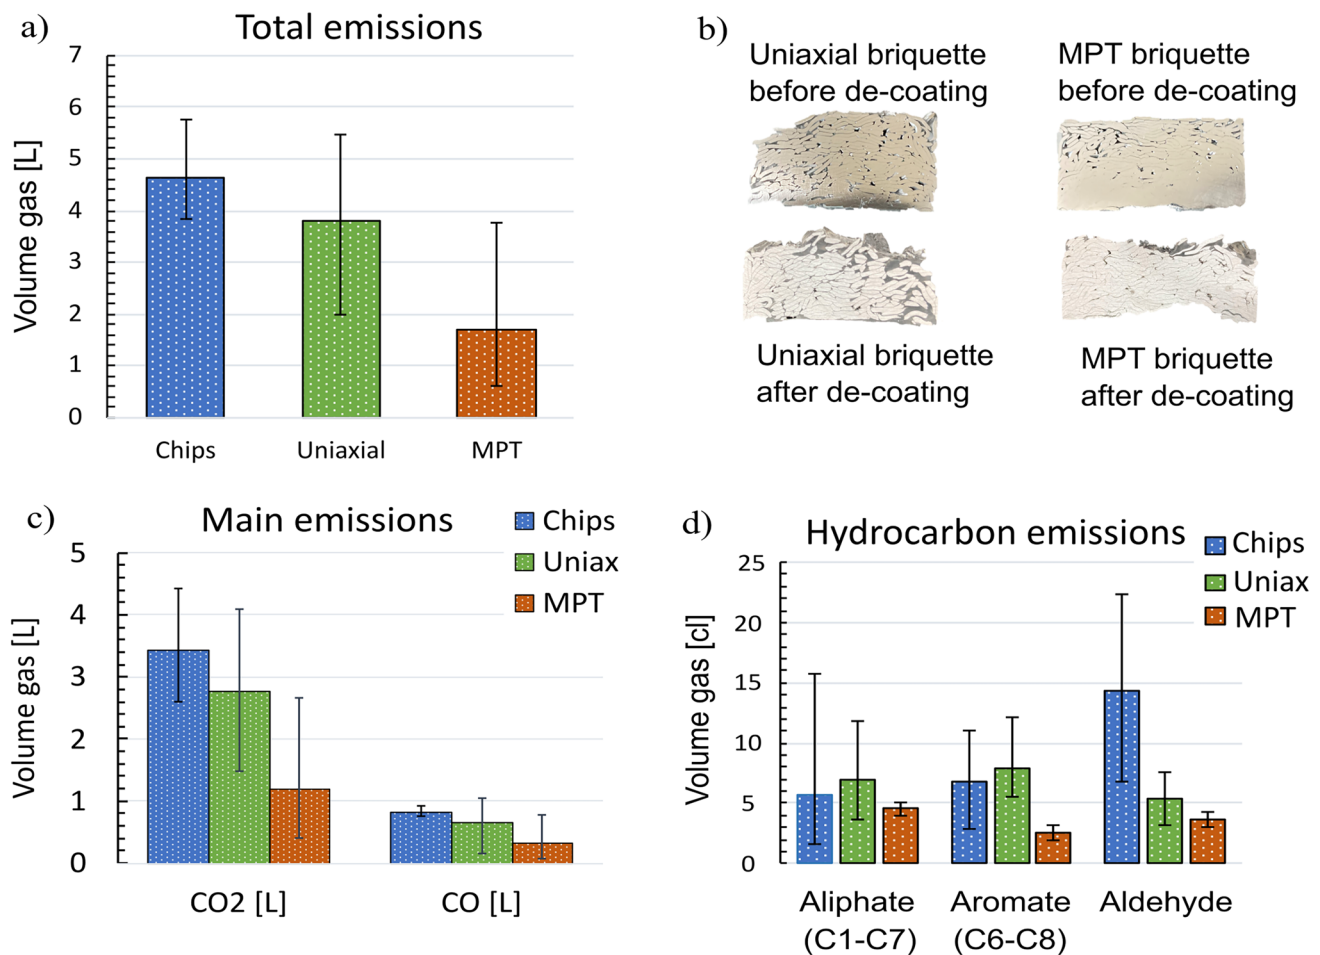 a)
Total emissions
Volume gas [L]
7
6
5
4
3
2
1
0
Chips
Uniaxial
MPT
b)
Uniaxial briquette
before de-coating
MPT briquette
before de-coating
Uniaxial briquette
after de-coating
MPT briquette
after de-coating
c)
Main emissions
Chips
Uniax
MPT
Volume gas [L]
5
4
3
2
1
0
CO2 [L]
CO [L]
d)
Hydrocarbon emissions
Chips
Uniax
MPT
Volume gas [cl]
25
20
15
10
5
0
Aliphate
(C1-C7)
Aromate
(C6-C8)
Aldehyde